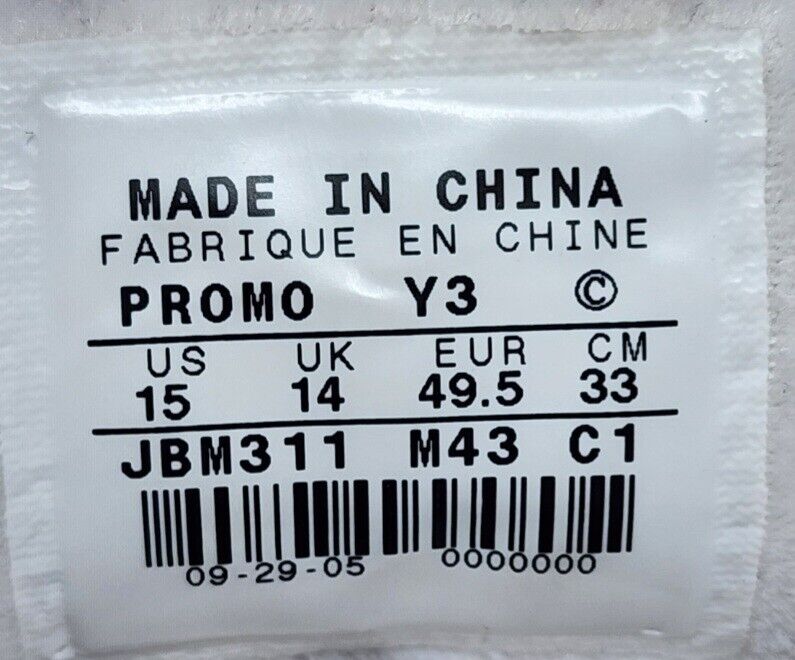 MADE IN CHINA
FABRIQUE EN CHINE
PROMO Y3 ©
US UK EUR CM
15 14 49.5 33
JBM311 M43 C1
09-29-05 0000000